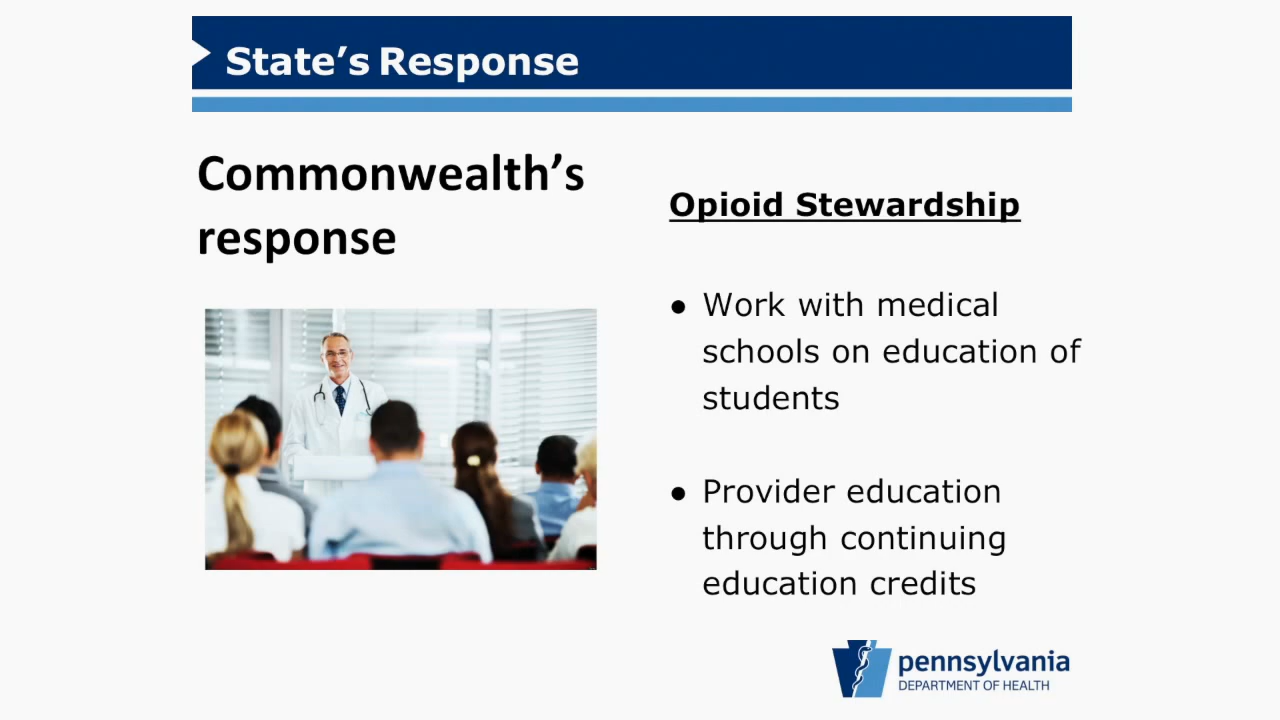 State's Response
Commonwealth's
response
Opioid Stewardship
● Work with medical
schools on education of
students
● Provider education
through continuing
education credits
pennsylvania
DEPARTMENT OF HEALTH